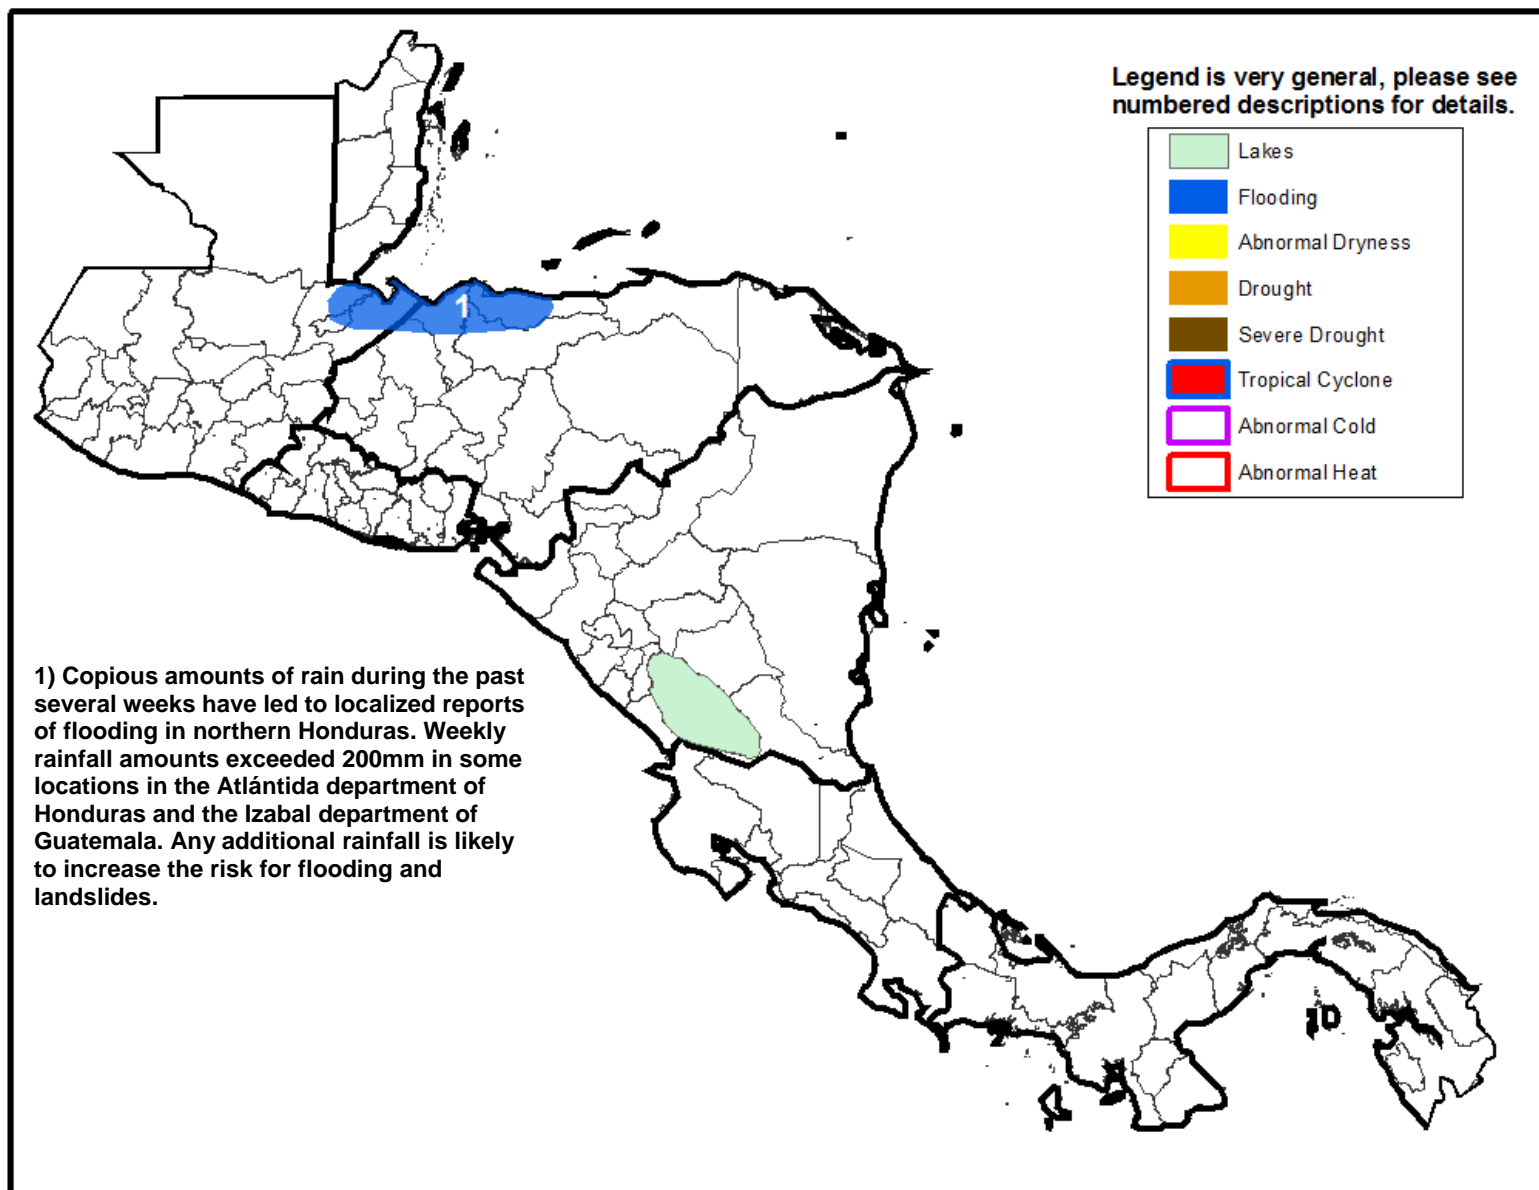 Legend is very general, please see
numbered descriptions for details.
Lakes
Flooding
Abnormal Dryness
Drought
Severe Drought
Tropical Cyclone
Abnormal Cold
Abnormal Heat
1
1) Copious amounts of rain during the past
several weeks have led to localized reports
of flooding in northern Honduras. Weekly
rainfall amounts exceeded 200mm in some
locations in the Atlántida department of
Honduras and the Izabal department of
Guatemala. Any additional rainfall is likely
to increase the risk for flooding and
landslides.